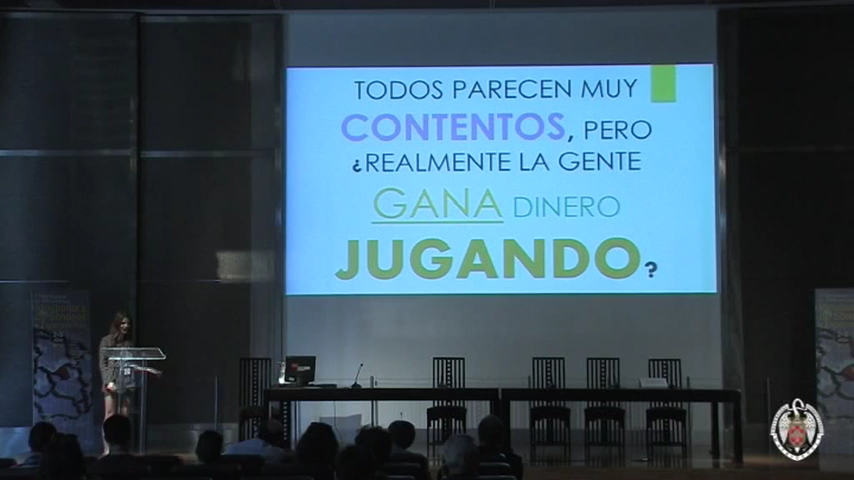 TODOS PARECEN MUY
CONTENTOS, PERO
¿REALMENTE LA GENTE
GANA DINERO
JUGANDO?